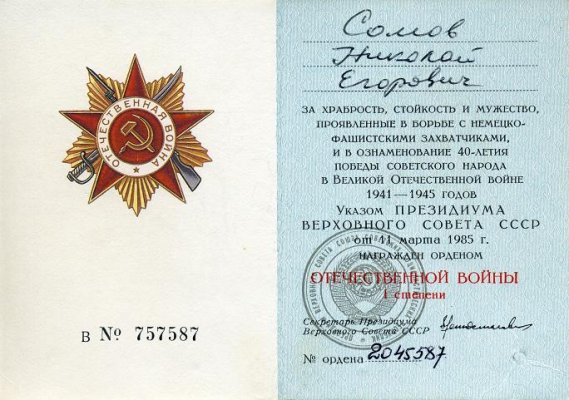 ОТЕЧЕСТВЕННАЯ ВОЙНА
В № 757587
Сомов
Николай
Егорович
ЗА ХРАБРОСТЬ, СТОЙКОСТЬ И МУЖЕСТВО,
ПРОЯВЛЕННЫЕ В БОРЬБЕ С НЕМЕЦКО-
ФАШИСТСКИМИ ЗАХВАТЧИКАМИ,
И В ОЗНАМЕНОВАНИЕ 40-ЛЕТИЯ
ПОБЕДЫ СОВЕТСКОГО НАРОДА
В ВЕЛИКОЙ ОТЕЧЕСТВЕННОЙ ВОЙНЕ
1941—1945 ГОДОВ
УКАЗОМ ПРЕЗИДИУМА
ВЕРХОВНОГО СОВЕТА СССР
от 11 марта 1985 г.
НАГРАЖДЕН ОРДЕНОМ
ОТЕЧЕСТВЕННОЙ ВОЙНЫ
I степени
Секретарь Президиума
Верховного Совета СССР
№ ордена 2045587